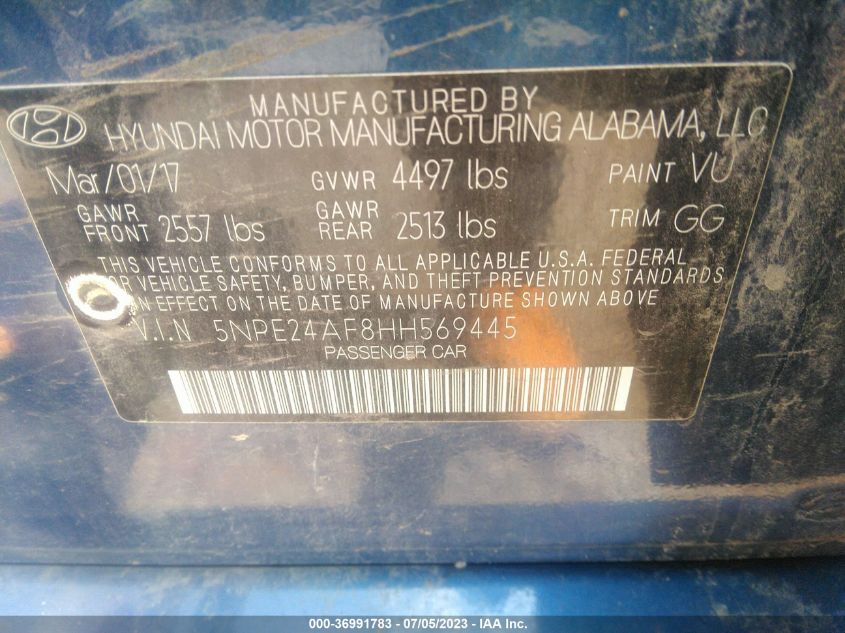 MANUFACTURED BY
HYUNDAI MOTOR MANUFACTURING ALABAMA, LLC
Mar/01/17 GVWR 4497 lbs PAINT VU
GAWR FRONT 2557 lbs GAWR REAR 2513 lbs TRIM GG
THIS VEHICLE CONFORMS TO ALL APPLICABLE U.S.A. FEDERAL
VEHICLE SAFETY, BUMPER, AND THEFT PREVENTION STANDARDS
IN EFFECT ON THE DATE OF MANUFACTURE SHOWN ABOVE
V.I.N 5NPE24AF8HH569445
PASSENGER CAR
000-36991783 - 07/05/2023 - IAA Inc.